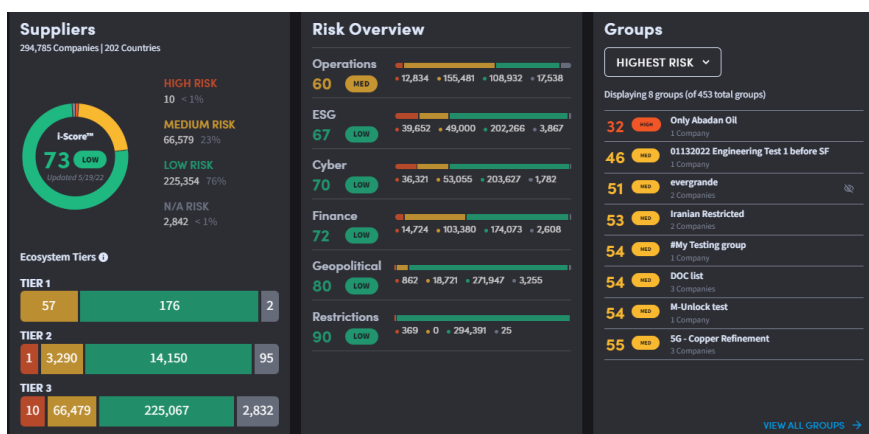 Suppliers
294,785 Companies | 202 Countries
i-Score™
73 LOW
Updated 5/19/22
HIGH RISK
10 <1%
MEDIUM RISK
66,579 23%
LOW RISK
225,354 76%
N/A RISK
2,842 <1%
Ecosystem Tiers
TIER 1
57 176 2
TIER 2
1 3,290 14,150 95
TIER 3
10 66,479 225,067 2,832
Risk Overview
Operations
60 MED
12,834 155,481 108,932 17,538
ESG
67 LOW
39,652 49,000 202,266 3,867
Cyber
70 LOW
36,321 53,055 203,627 1,782
Finance
72 LOW
14,724 103,380 174,073 2,608
Geopolitical
80 LOW
862 18,721 271,947 3,255
Restrictions
90 LOW
369 0 294,391 25
Groups
HIGHEST RISK
Displaying 8 groups (of 453 total groups)
32 HIGH Only Abadan Oil
1 Company
46 MED 01132022 Engineering Test 1 before SF
1 Company
51 MED evergrande
2 Companies
53 MED Iranian Restricted
2 Companies
54 MED #My Testing group
1 Company
54 MED DOC list
3 Companies
54 MED M-Unlock test
1 Company
55 MED 5G - Copper Refinement
3 Companies
VIEW ALL GROUPS